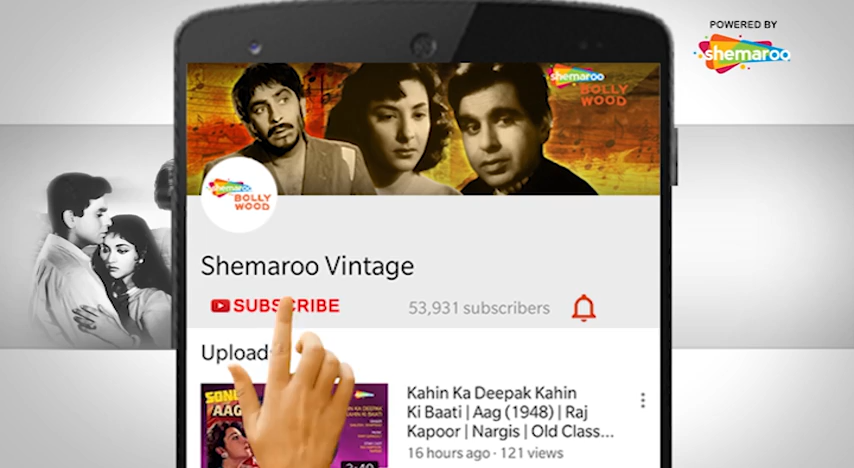 POWERED BY
shemaroo
shemaroo
BOLLY
WOOD
shemaroo
BOLLY
WOOD
Shemaroo Vintage
SUBSCRIBE
53,931 subscribers
Upload
Kahin Ka Deepak Kahin
Ki Baati | Aag (1948) | Raj
Kapoor | Nargis | Old Class...
16 hours ago · 121 views